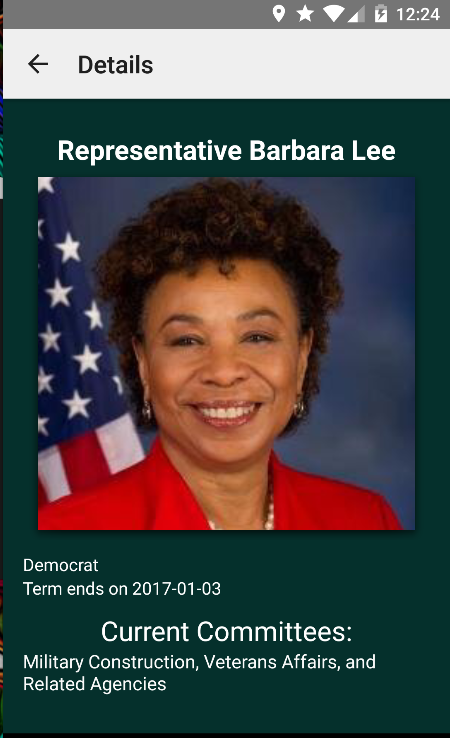 12:24
Details
Representative Barbara Lee
Democrat
Term ends on 2017-01-03
Current Committees:
Military Construction, Veterans Affairs, and
Related Agencies